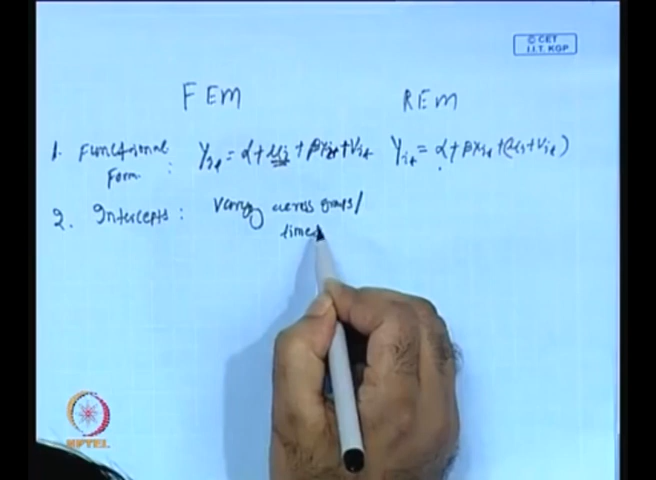 © CET
I.I.T. KGP
FEM REM
1. Functional Form : Yit = α + μi + βxit + Vit Yit = α + βxit + (μi + Vit)
2. Intercepts : Varying across groups/
times
NPTEL